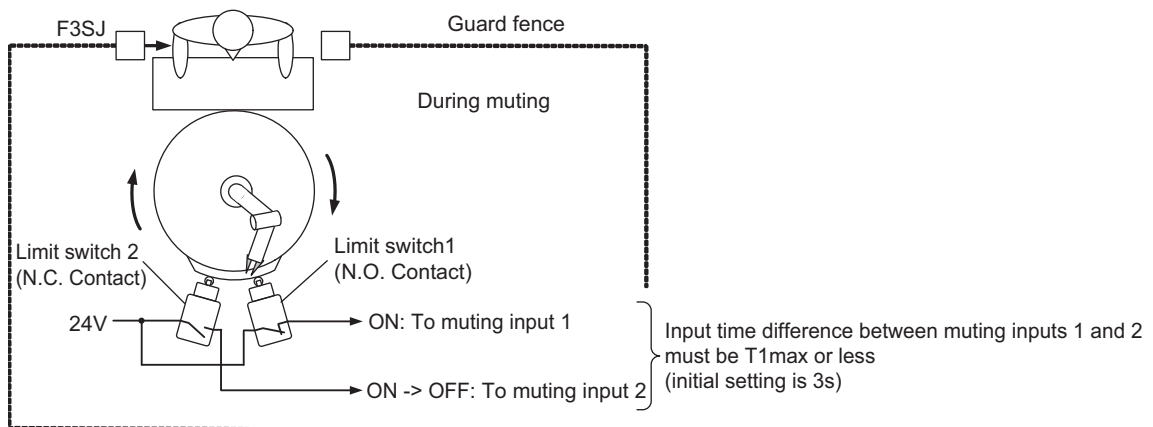 F3SJ
Guard fence
During muting
Limit switch 2
(N.C. Contact)
Limit switch1
(N.O. Contact)
24V
ON: To muting input 1
ON -> OFF: To muting input 2
Input time difference between muting inputs 1 and 2
must be T1max or less
(initial setting is 3s)